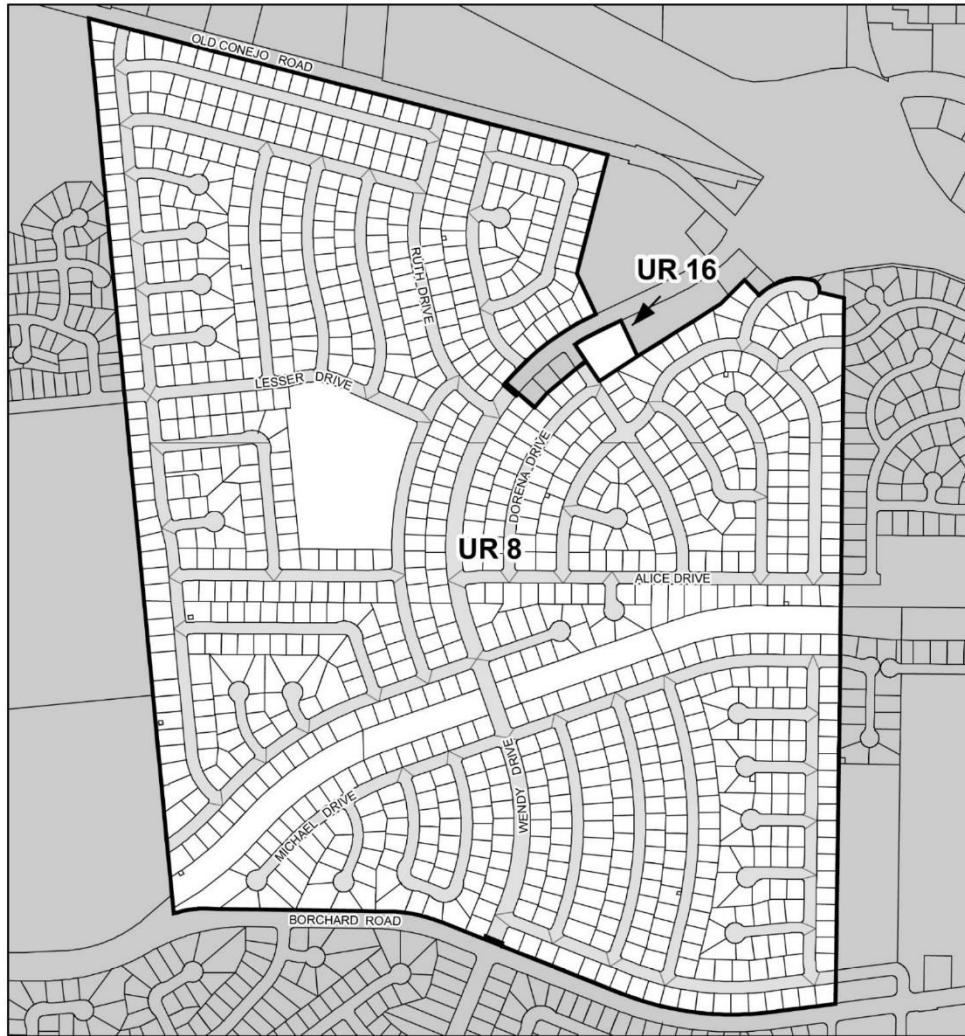 OLD CONEJO ROAD
UR 16
RUTH DRIVE
LESSER DRIVE
DORENA DRIVE
UR 8
ALICE DRIVE
WENDY DRIVE
MICHAEL DRIVE
BORCHARD ROAD